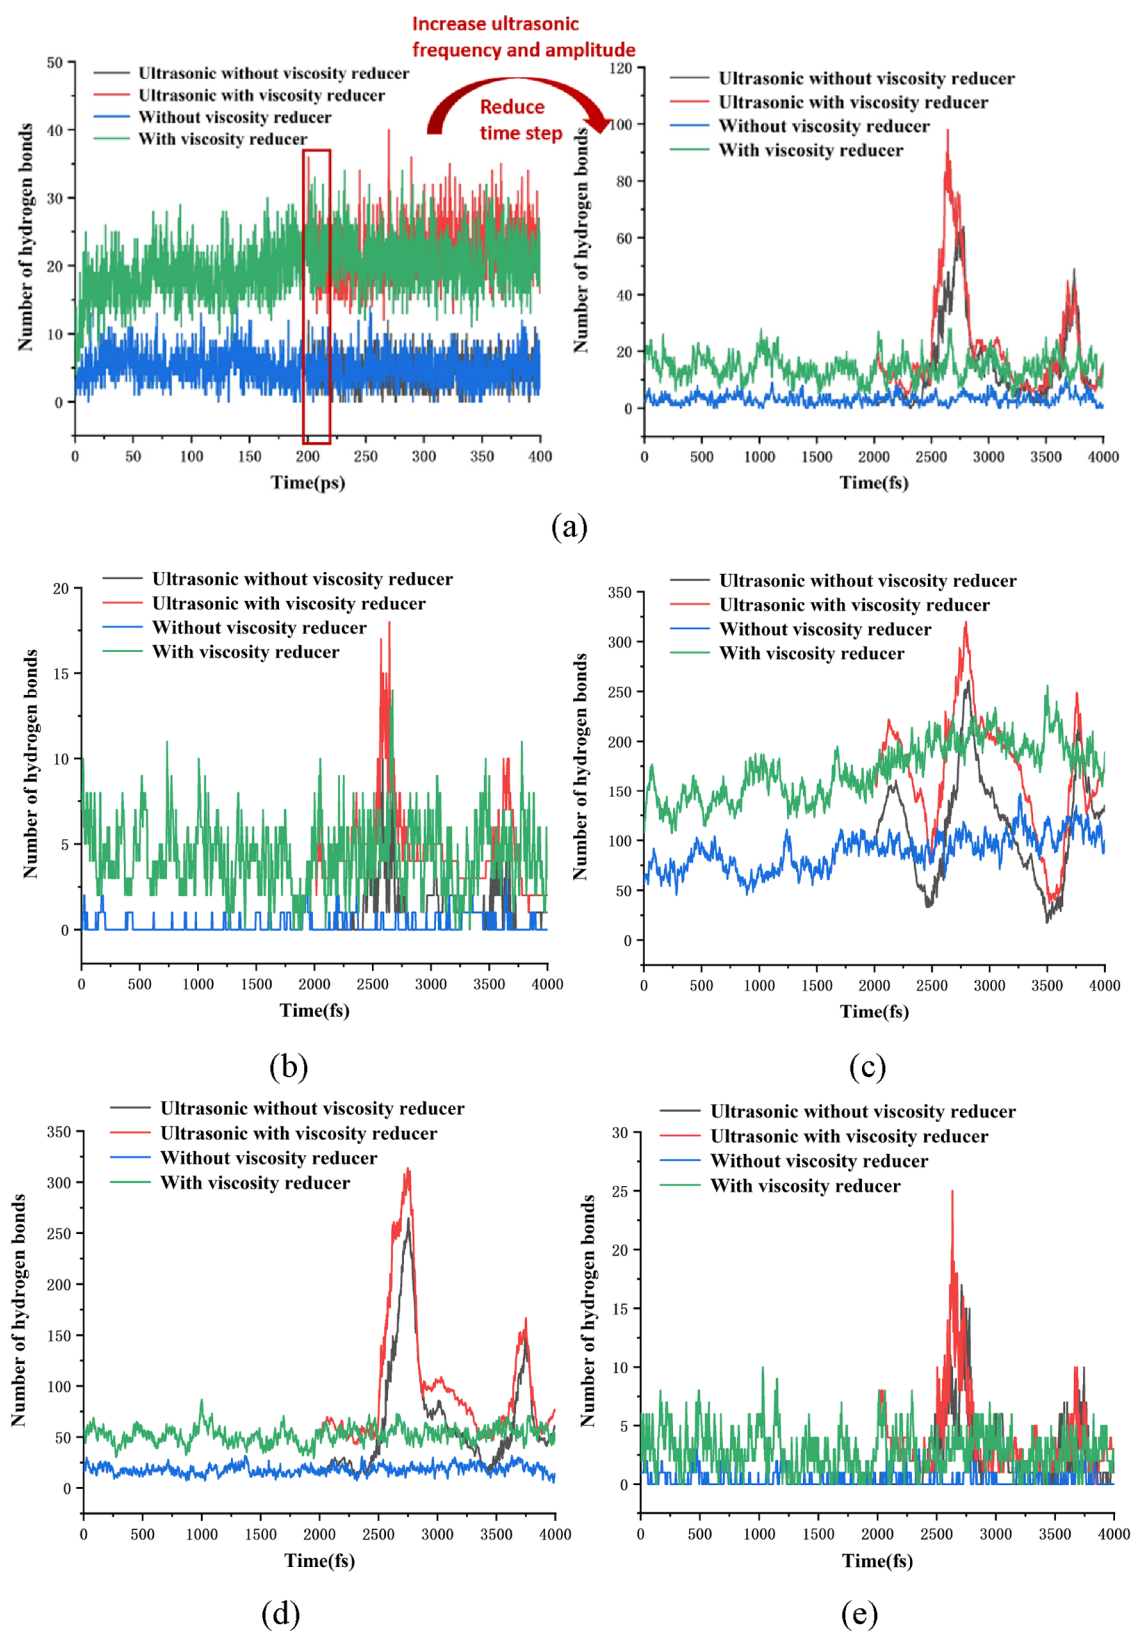 Increase ultrasonic
frequency and amplitude
Reduce
time step
Ultrasonic without viscosity reducer
Ultrasonic with viscosity reducer
Without viscosity reducer
With viscosity reducer
Number of hydrogen bonds
50
40
30
20
10
0
0 50 100 150 200 250 300 350 400
Time(ps)
Ultrasonic without viscosity reducer
Ultrasonic with viscosity reducer
Without viscosity reducer
With viscosity reducer
Number of hydrogen bonds
120
100
80
60
40
20
0
0 500 1000 1500 2000 2500 3000 3500 4000
Time(fs)
(a)
Ultrasonic without viscosity reducer
Ultrasonic with viscosity reducer
Without viscosity reducer
With viscosity reducer
Number of hydrogen bonds
20
15
10
5
0
0 500 1000 1500 2000 2500 3000 3500 4000
Time(fs)
(b)
Ultrasonic without viscosity reducer
Ultrasonic with viscosity reducer
Without viscosity reducer
With viscosity reducer
Number of hydrogen bonds
350
300
250
200
150
100
50
0
0 500 1000 1500 2000 2500 3000 3500 4000
Time(fs)
(c)
Ultrasonic without viscosity reducer
Ultrasonic with viscosity reducer
Without viscosity reducer
With viscosity reducer
Number of hydrogen bonds
350
300
250
200
150
100
50
0
0 500 1000 1500 2000 2500 3000 3500 4000
Time(fs)
(d)
Ultrasonic without viscosity reducer
Ultrasonic with viscosity reducer
Without viscosity reducer
With viscosity reducer
Number of hydrogen bonds
30
25
20
15
10
5
0
0 500 1000 1500 2000 2500 3000 3500 4000
Time(fs)
(e)